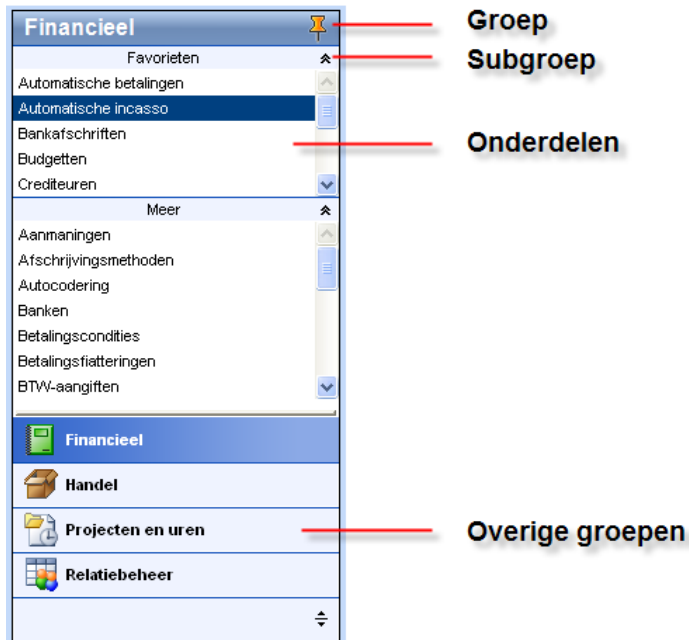 Financieel
Groep
Favorieten
Subgroep
Automatische betalingen
Automatische incasso
Bankafschriften
Onderdelen
Budgetten
Crediteuren
Meer
Aanmaningen
Afschrijvingsmethoden
Autocodering
Banken
Betalingscondities
Betalingsfiatteringen
BTW-aangiften
Financieel
Handel
Projecten en uren
Overige groepen
Relatiebeheer